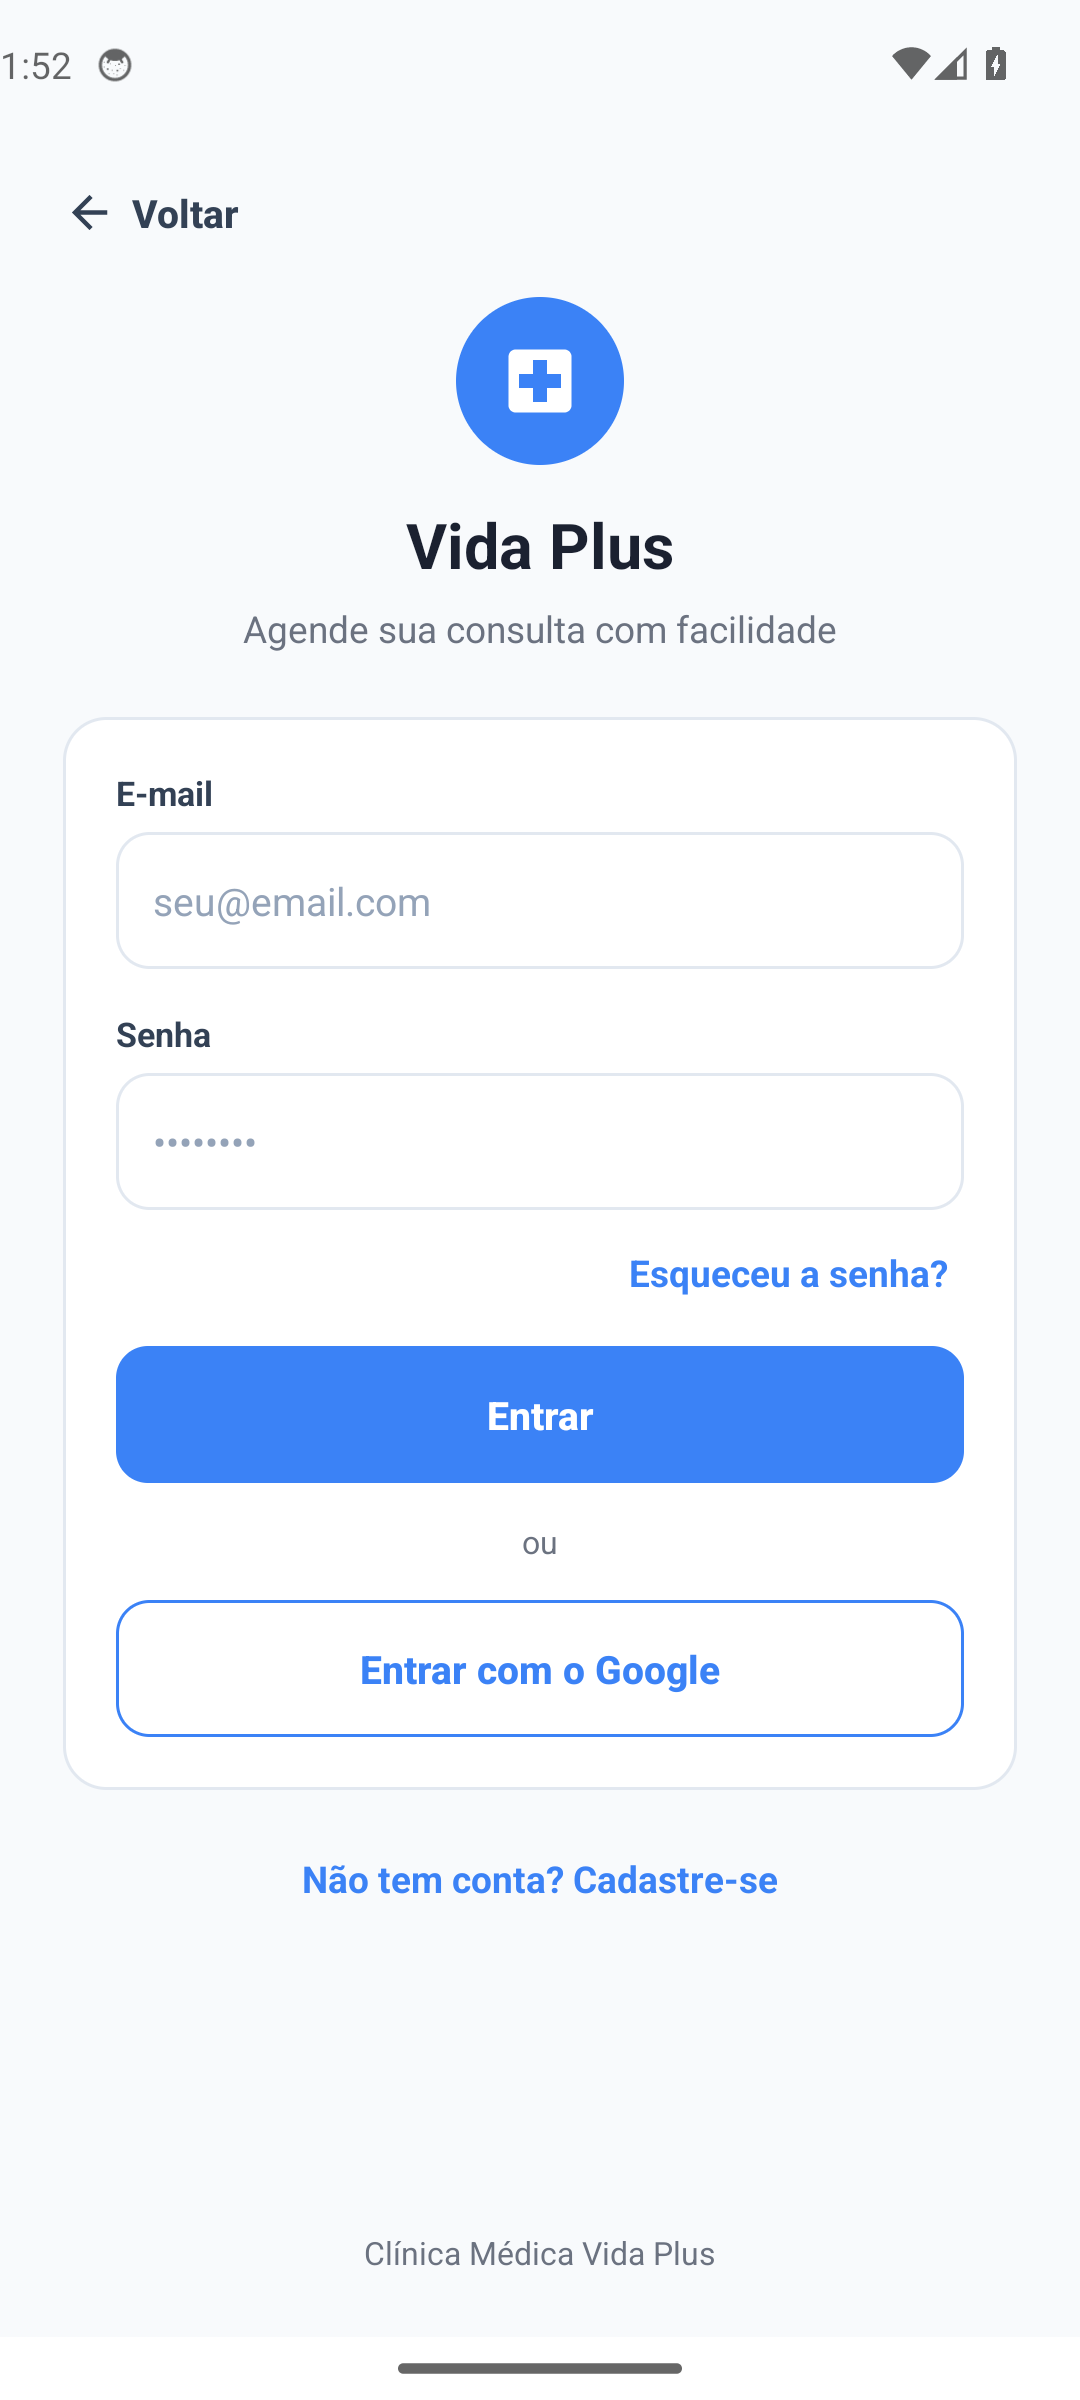 1:52
Voltar
Vida Plus
Agende sua consulta com facilidade
E-mail
seu@email.com
Senha
••••••••
Esqueceu a senha?
Entrar
ou
Entrar com o Google
Não tem conta? Cadastre-se
Clínica Médica Vida Plus